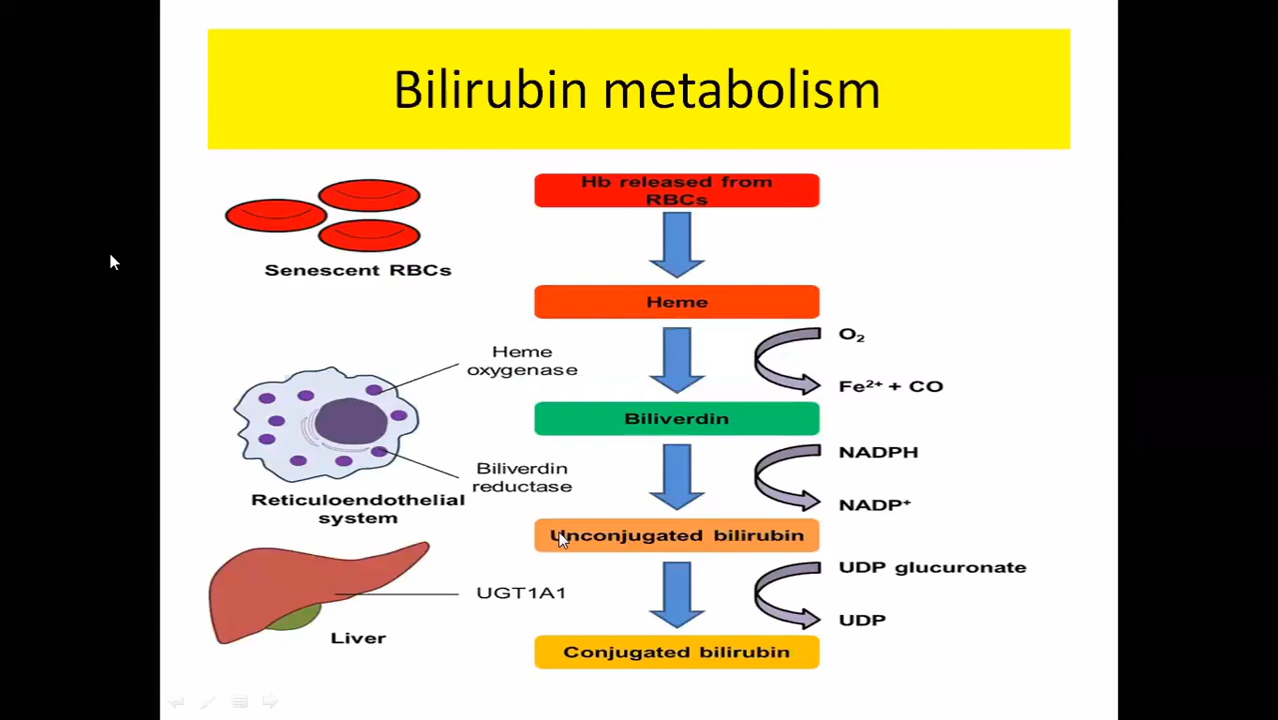 Bilirubin metabolism
Hb released from
RBCs
Senescent RBCs
Heme
O₂
Heme
oxygenase
Fe²⁺ + CO
Biliverdin
NADPH
Biliverdin
reductase
NADP⁺
Reticuloendothelial
system
Unconjugated bilirubin
UDP glucuronate
UGT1A1
UDP
Liver
Conjugated bilirubin